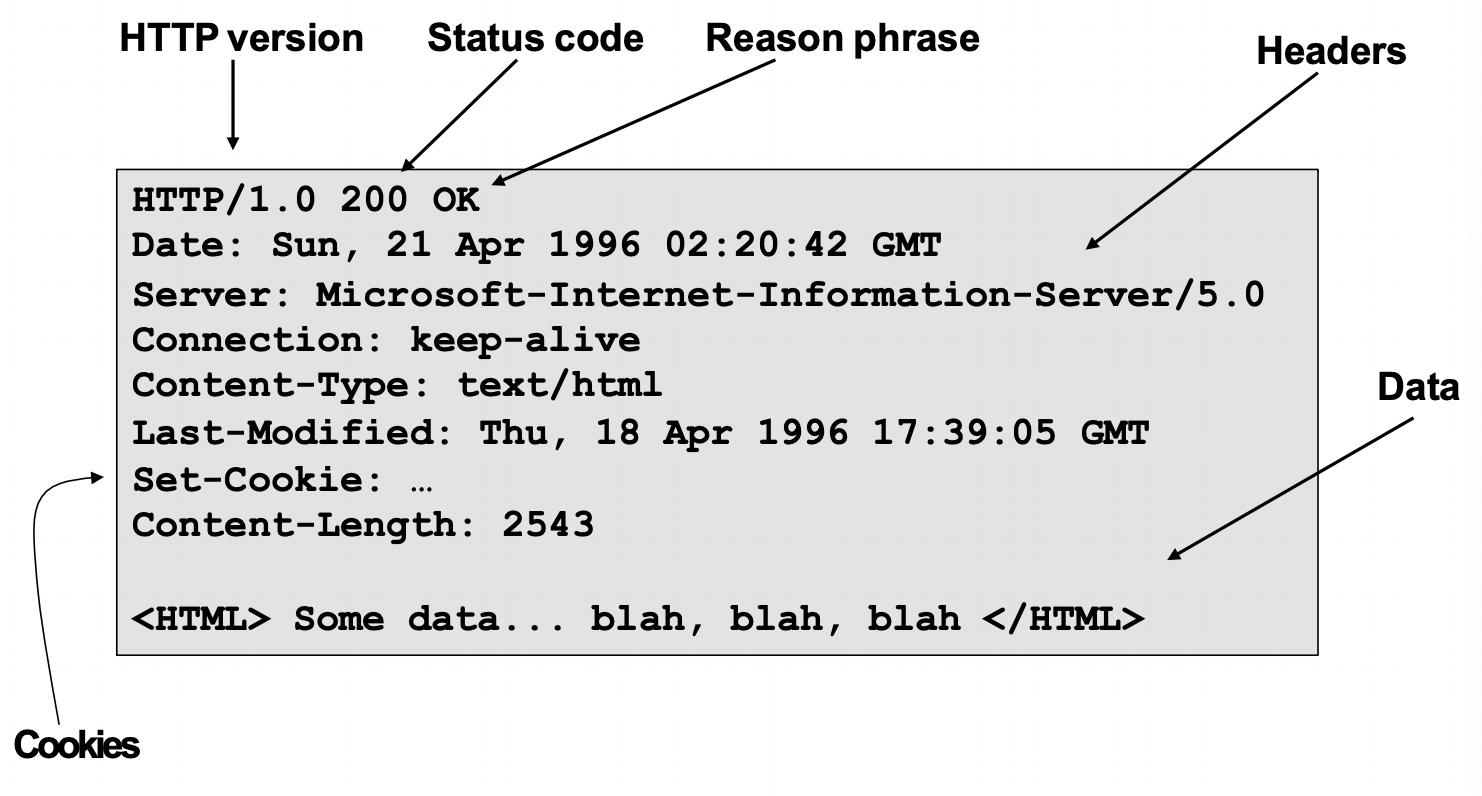 HTTP version Status code Reason phrase Headers
HTTP/1.0 200 OK
Date: Sun, 21 Apr 1996 02:20:42 GMT
Server: Microsoft-Internet-Information-Server/5.0
Connection: keep-alive
Content-Type: text/html
Data
Last-Modified: Thu, 18 Apr 1996 17:39:05 GMT
Set-Cookie: …
Content-Length: 2543
<HTML> Some data... blah, blah, blah </HTML>
Cookies